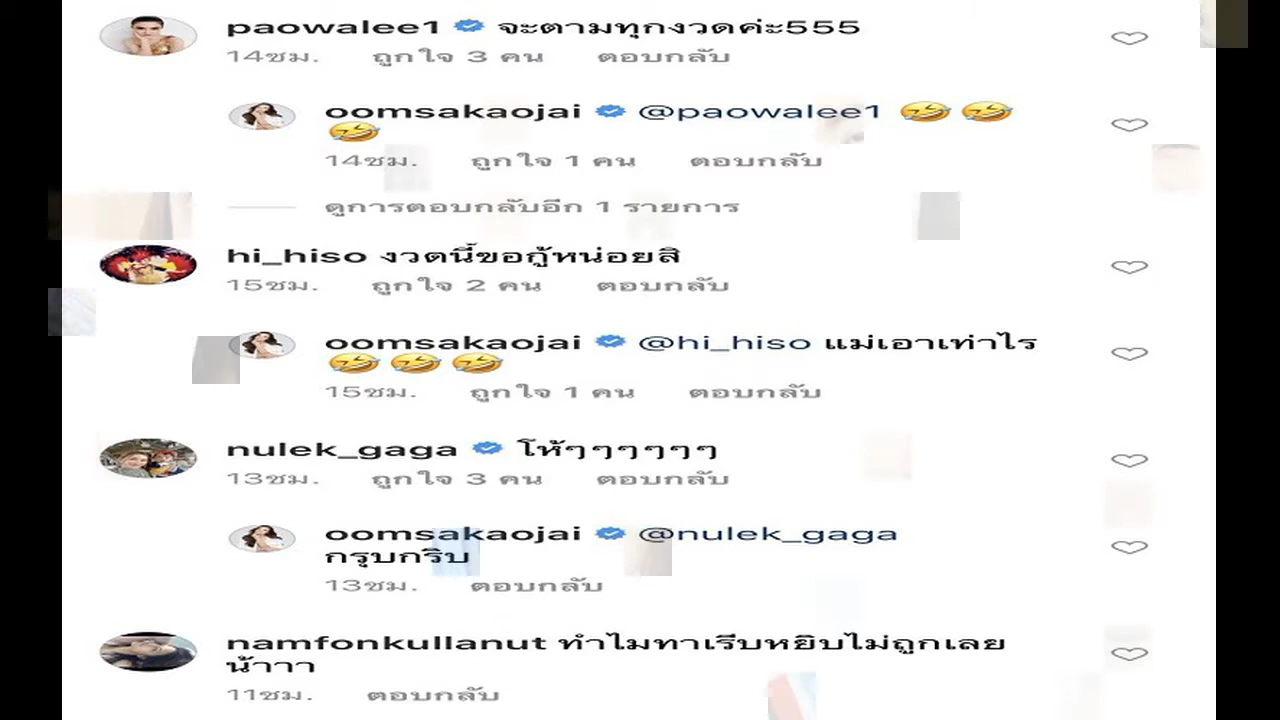 paowalee1 จะตามทุกงวดค่ะ555
14ชม. ถูกใจ 3 คน ตอบกลับ
oomsakaojai @paowalee1 🤣 🤣
🤣
14ชม. ถูกใจ 1 คน ตอบกลับ
ดูการตอบกลับอีก 1 รายการ
hi_hiso งวดนี้ขอกู้หน่อยสิ
15ชม. ถูกใจ 2 คน ตอบกลับ
oomsakaojai @hi_hiso แม่เอาเท่าไร
🤣 🤣 🤣
15ชม. ถูกใจ 1 คน ตอบกลับ
nulek_gaga โห้ๆๆๆๆๆๆ
13ชม. ถูกใจ 3 คน ตอบกลับ
oomsakaojai @nulek_gaga
กรุบกริบ
13ชม. ตอบกลับ
namfonkullanut ทำไมทาเรีบหยิบไม่ถูกเลย
น้าาา
11ชม. ตอบกลับ